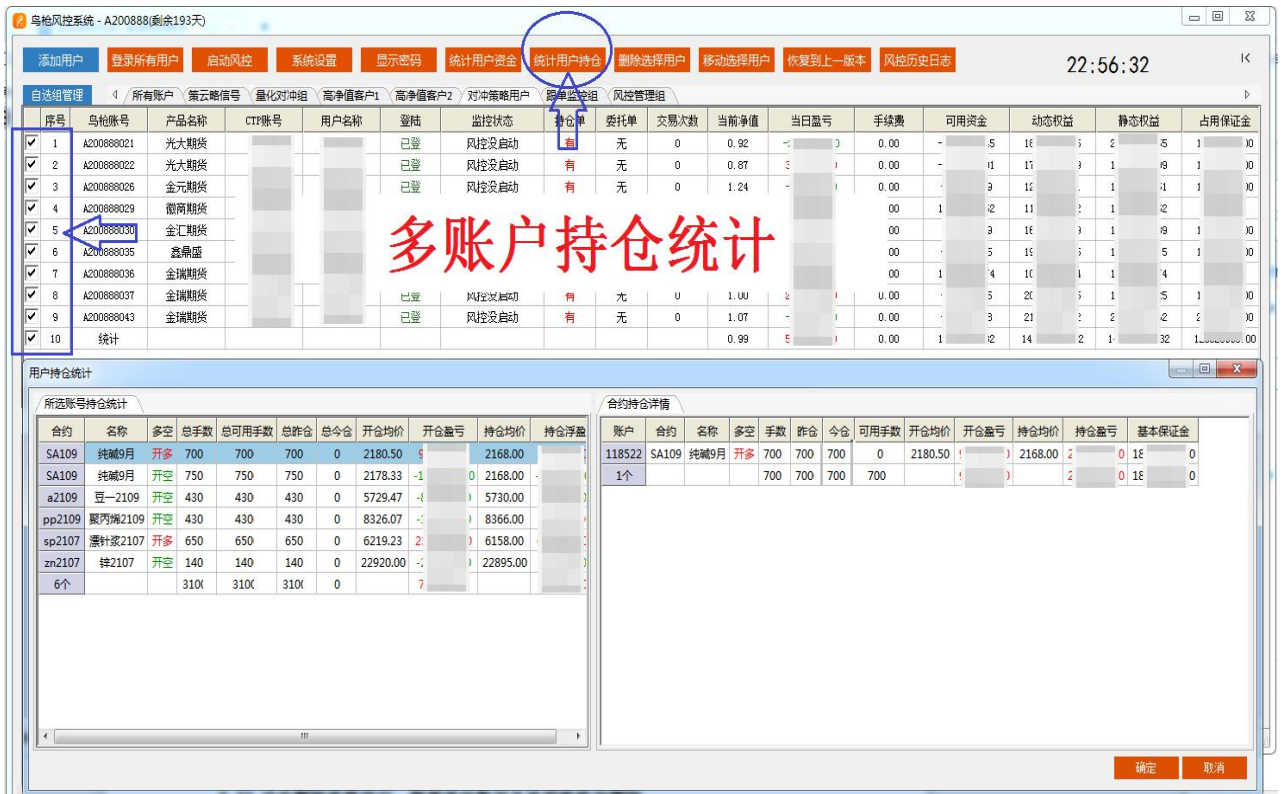 鸟枪风控系统 - A200888(剩余193天)
添加用户 登录所有用户 启动风控 系统设置 显示密码 统计用户资金 统计用户持仓 删除选择用户 移动选择用户 恢复到上一版本 风控历史日志 22:56:32
自选组管理 所有账户 策云略信号 量化对冲组 高净值客户1 高净值客户2 对冲策略用户 跟单监控组 风控管理组
序号 鸟枪账号 产品名称 CTP账号 用户名称 登陆 监控状态 持仓单 委托单 交易次数 当前净值 当日盈亏 手续费 可用资金 动态权益 静态权益 占用保证金
1 A200888021 光大期货 已登 风控没启动 有 无 0 0.92 0.00
2 A200888022 光大期货 已登 风控没启动 有 无 0 0.87 0.00
3 A200888026 金元期货 已登 风控没启动 有 无 0 1.24 0.00
4 A200888029 徽商期货
5 A200888030 金汇期货
6 A200888035 鑫鼎盛
7 A200888036 金瑞期货
8 A200888037 金瑞期货 已登 风控没启动 有 无 0 1.00 0.00
9 A200888043 金瑞期货 已登 风控没启动 有 无 0 1.07 0.00
10 统计 0.99 0.00
多账户持仓统计
用户持仓统计
所选账号持仓统计
合约 名称 多空 总手数 总可用手数 总昨仓 总今仓 开仓均价 开仓盈亏 持仓均价 持仓浮盈
SA109 纯碱9月 开多 700 700 700 0 2180.50 2168.00
SA109 纯碱9月 开空 750 750 750 0 2178.33 2168.00
a2109 豆一2109 开空 430 430 430 0 5729.47 5730.00
pp2109 聚丙烯2109 开空 430 430 430 0 8326.07 8366.00
sp2107 漂针浆2107 开多 650 650 650 0 6219.23 6158.00
zn2107 锌2107 开空 140 140 140 0 22920.00 22895.00
6个 3100 3100 3100 0
合约持仓详情
账户 合约 名称 多空 手数 昨仓 今仓 可用手数 开仓均价 开仓盈亏 持仓均价 持仓盈亏 基本保证金
118522 SA109 纯碱9月 开多 700 700 700 0 2180.50 2168.00
1个 700 700 700 700
确定 取消